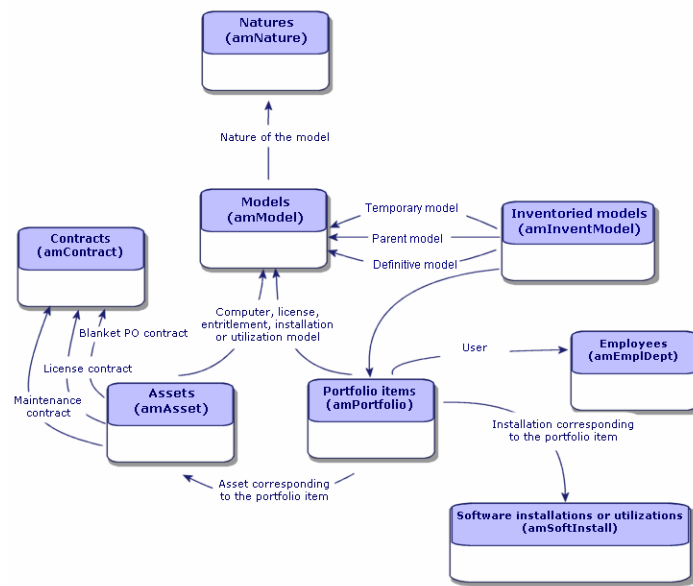 Natures
(amNature)
Nature of the model
Models
(amModel)
Temporary model
Parent model
Definitive model
Inventoried models
(amInventModel)
Contracts
(amContract)
Computer, license,
entitlement, installation
or utilization model
Blanket PO contract
License contract
Maintenance
contract
User
Employees
(amEmplDept)
Assets
(amAsset)
Portfolio items
(amPortfolio)
Installation corresponding
to the portfolio item
Asset corresponding
to the portfolio item
Software installations or utilizations
(amSoftInstall)